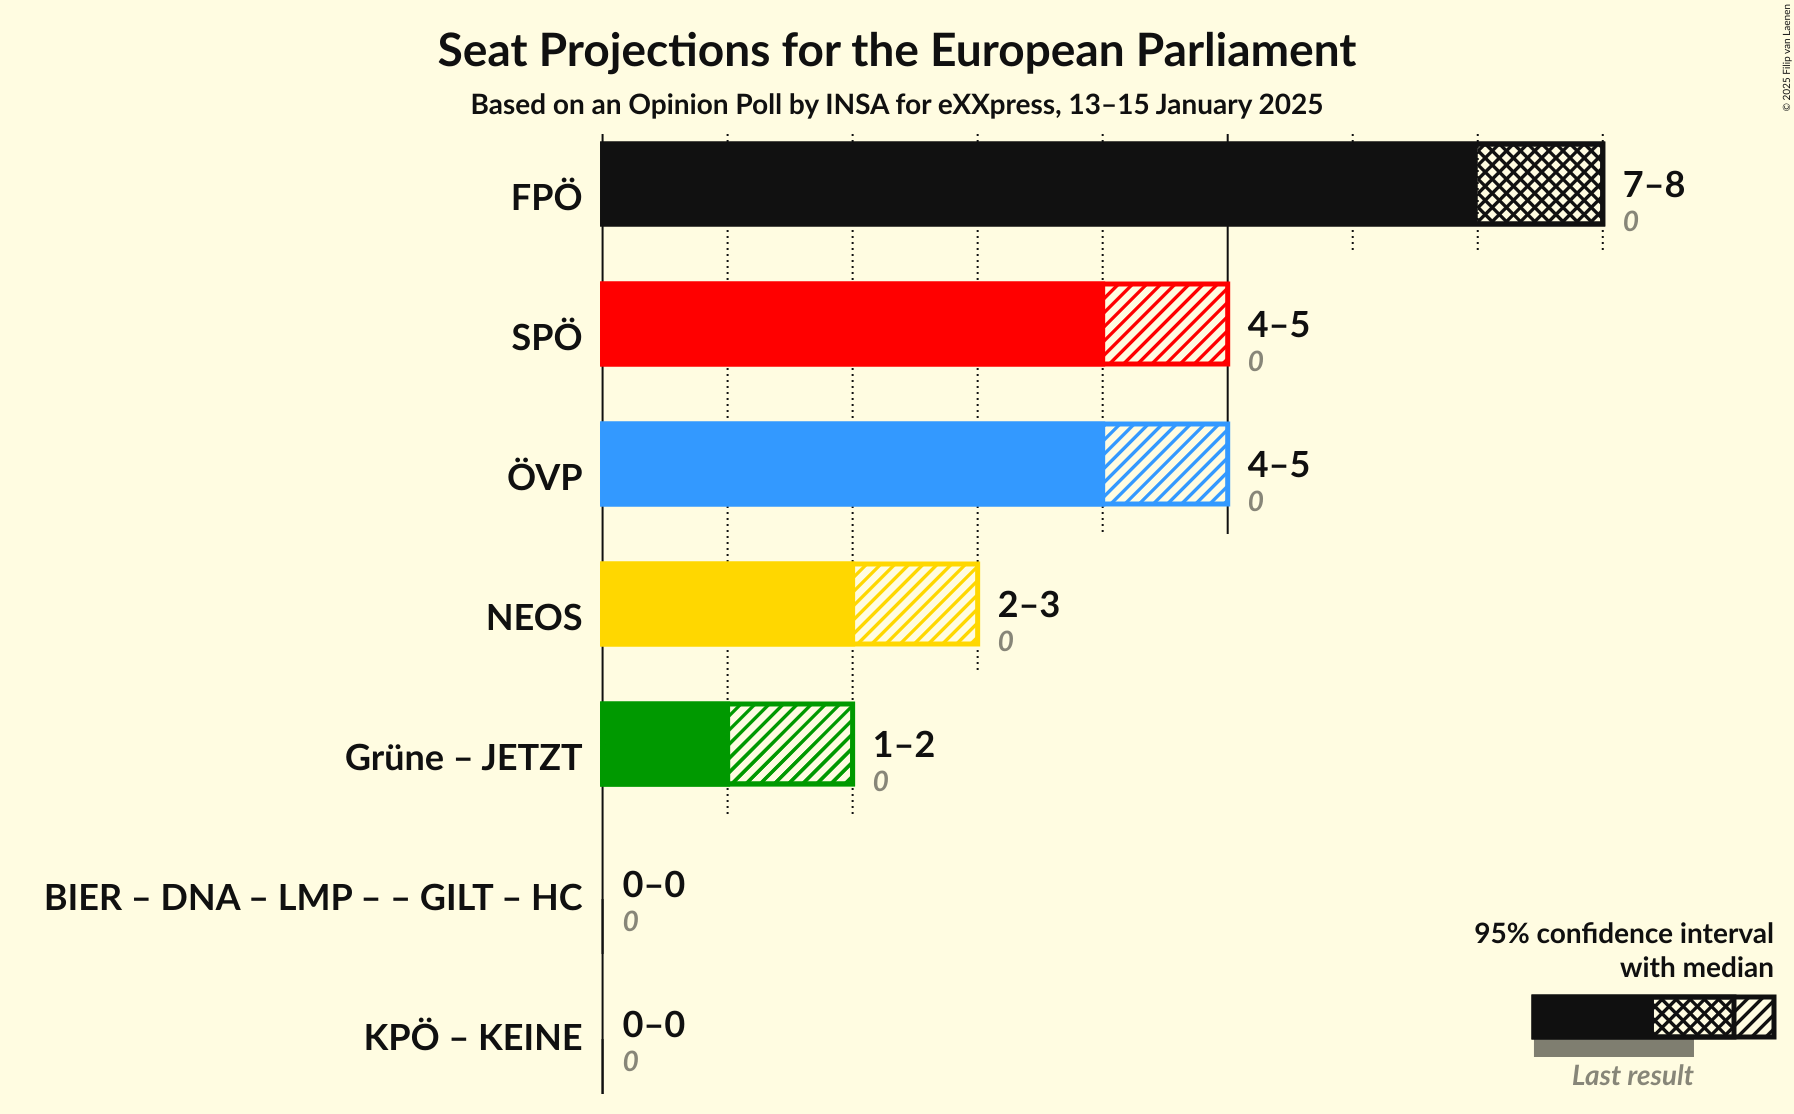 Seat Projections for the European Parliament
Based on an Opinion Poll by INSA for eXXpress, 13–15 January 2025
© 2025 Filip van Laenen
FPÖ
7–8
0
SPÖ
4–5
0
ÖVP
4–5
0
NEOS
2–3
0
Grüne – JETZT
1–2
0
BIER – DNA – LMP – – GILT – HC
0–0
0
KPÖ – KEINE
0–0
0
95% confidence interval
with median
Last result